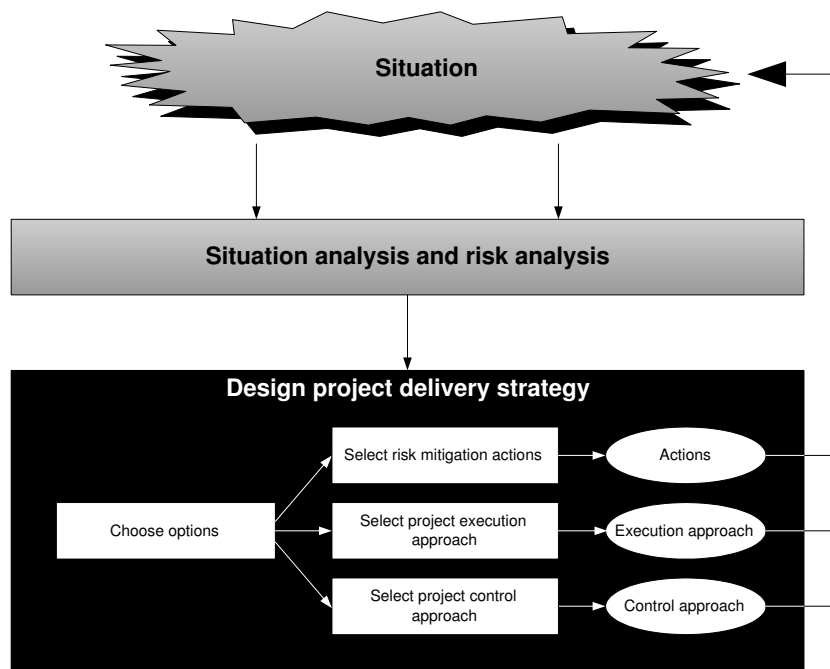 Situation
Situation analysis and risk analysis
Design project delivery strategy
Select risk mitigation actions
Actions
Choose options
Select project execution
approach
Execution approach
Select project control
approach
Control approach